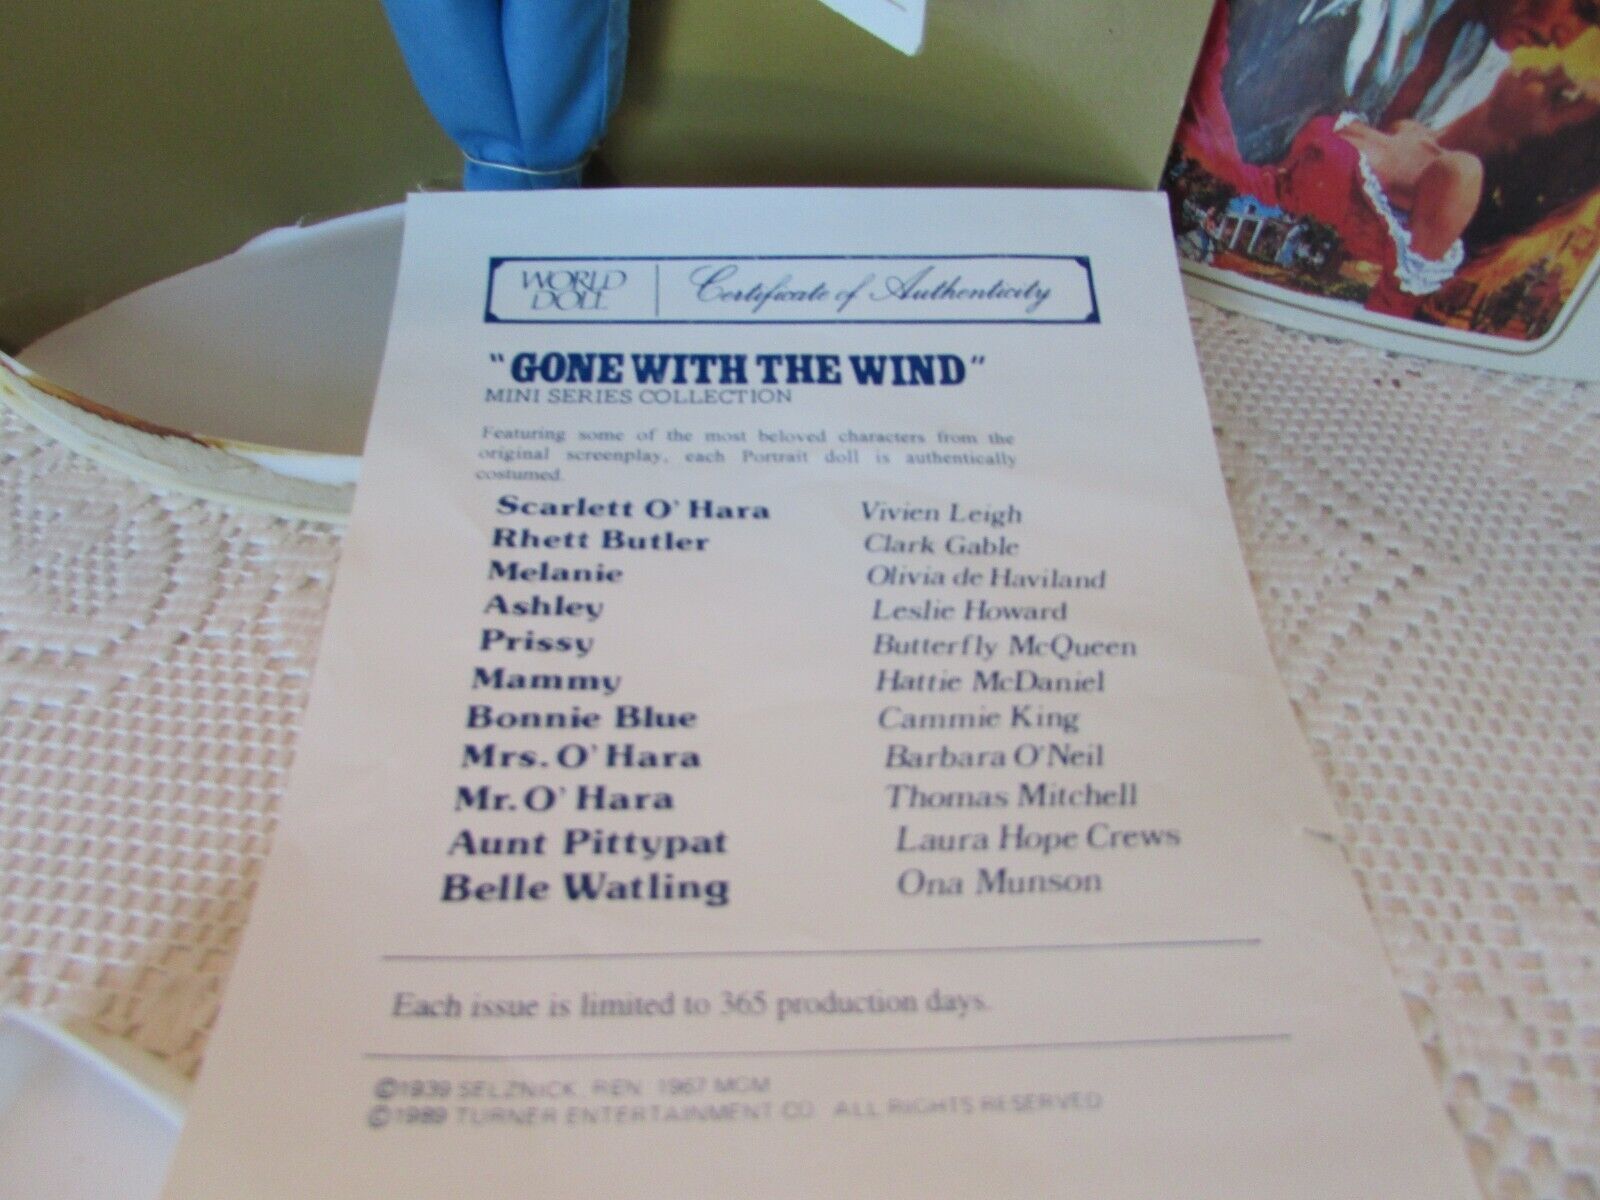 WORLD DOLL Certificate of Authenticity
"GONE WITH THE WIND"
MINI SERIES COLLECTION
Featuring some of the most beloved characters from the
original screenplay, each Portrait doll is authentically
costumed.
Scarlett O'Hara Vivien Leigh
Rhett Butler Clark Gable
Melanie Olivia de Haviland
Ashley Leslie Howard
Prissy Butterfly McQueen
Mammy Hattie McDaniel
Bonnie Blue Cammie King
Mrs. O'Hara Barbara O'Neil
Mr. O'Hara Thomas Mitchell
Aunt Pittypat Laura Hope Crews
Belle Watling Ona Munson
Each issue is limited to 365 production days.
©1939 SELZNICK. REN. 1967 MGM
©1989 TURNER ENTERTAINMENT CO. ALL RIGHTS RESERVED